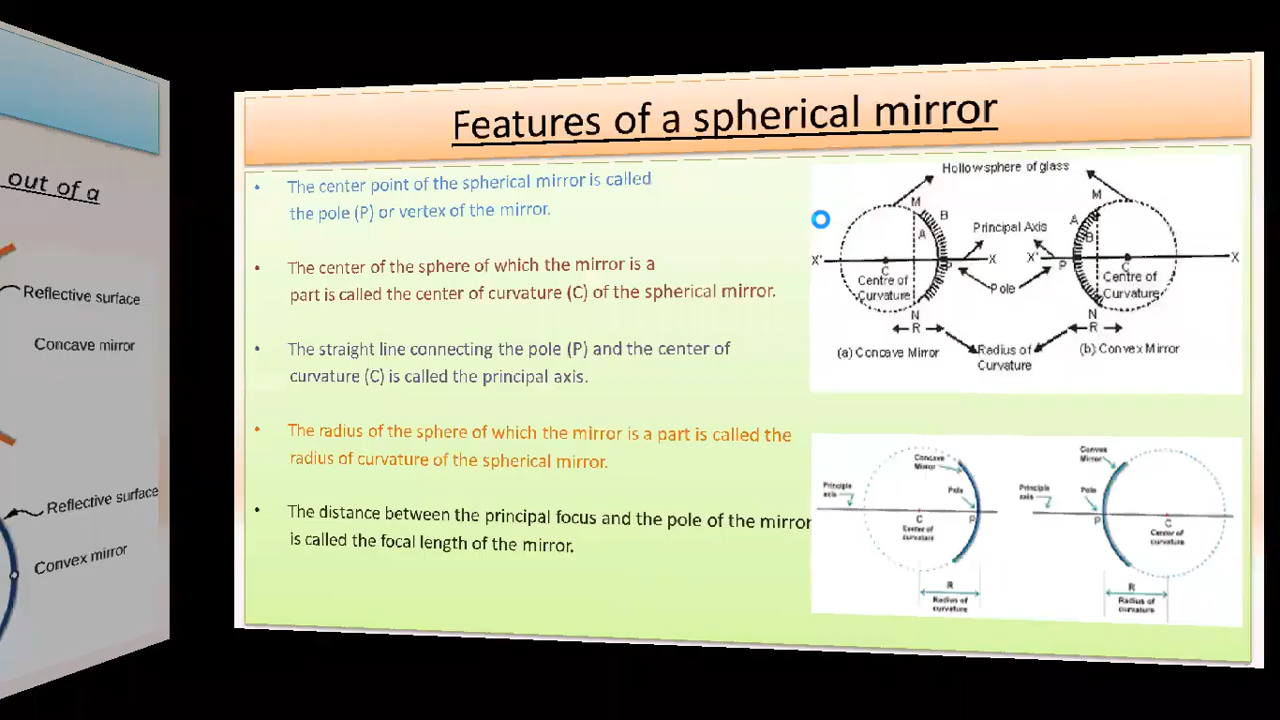 out of a
Reflective surface
Concave mirror
Reflective surface
Convex mirror
Features of a spherical mirror
• The center point of the spherical mirror is called
the pole (P) or vertex of the mirror.
• The center of the sphere of which the mirror is a
part is called the center of curvature (C) of the spherical mirror.
• The straight line connecting the pole (P) and the center of
curvature (C) is called the principal axis.
• The radius of the sphere of which the mirror is a part is called the
radius of curvature of the spherical mirror.
• The distance between the principal focus and the pole of the mirror
is called the focal length of the mirror.
Hollow sphere of glass
M
B
A
Principal Axis
M
A
B
X'
C
P
X
X'
P
C
X
Centre of
Curvature
Pole
Centre of
Curvature
N
R
N
R
(a) Concave Mirror
Radius of
Curvature
(b) Convex Mirror
Concave
Mirror
Principle
axis
Pole
C
P
Center of
curvature
R
Radius of
curvature
Convex
Mirror
Principle
axis
Pole
P
C
Center of
curvature
R
Radius of
curvature